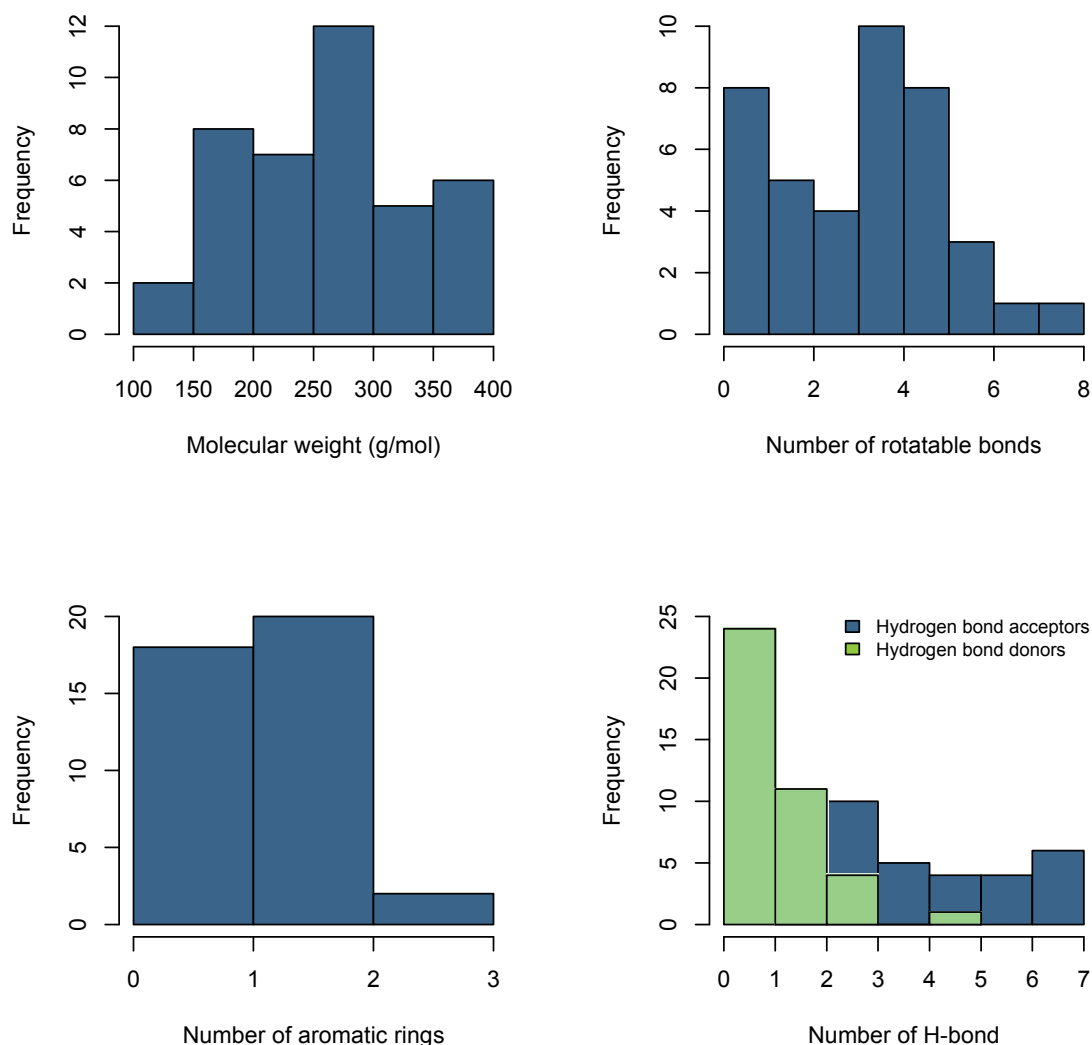 Frequency
12
10
8
6
4
2
0
100 150 200 250 300 350 400
Molecular weight (g/mol)
Frequency
10
8
6
4
2
0
0 2 4 6 8
Number of rotatable bonds
Frequency
20
15
10
5
0
0 1 2 3
Number of aromatic rings
Frequency
25
20
15
10
5
0
Hydrogen bond acceptors
Hydrogen bond donors
0 1 2 3 4 5 6 7
Number of H-bond